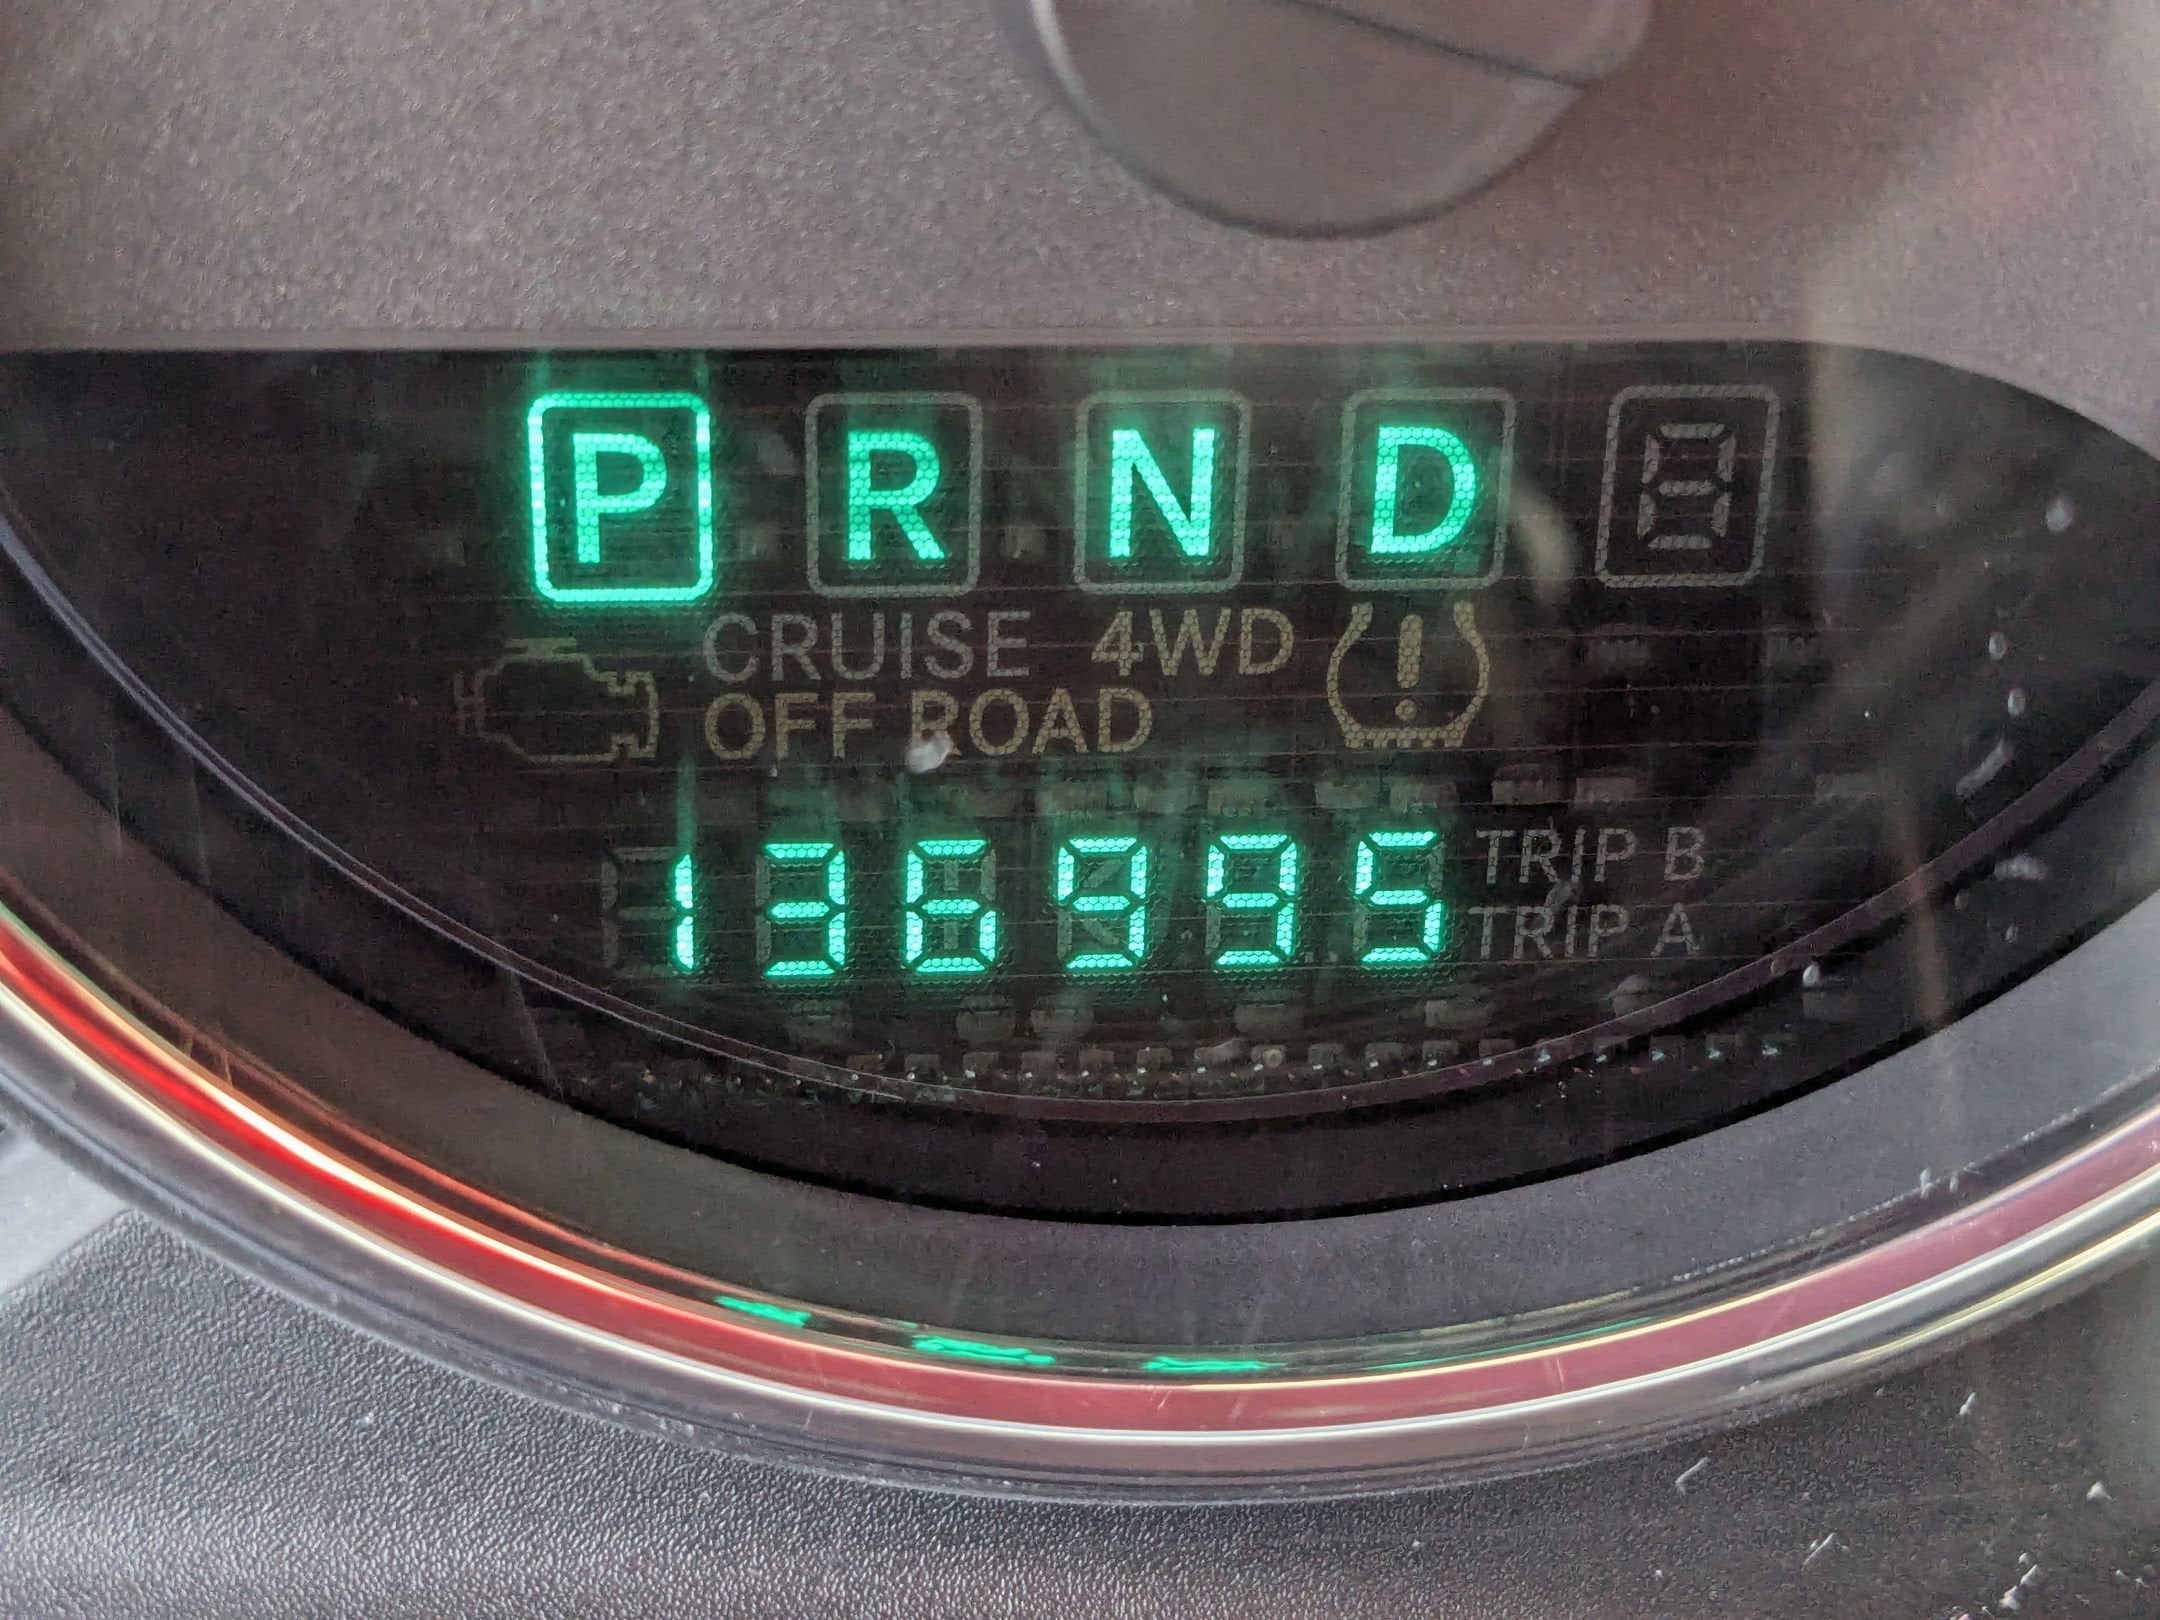 P R N D
CRUISE 4WD
OFF ROAD
136995
TRIP B
TRIP A